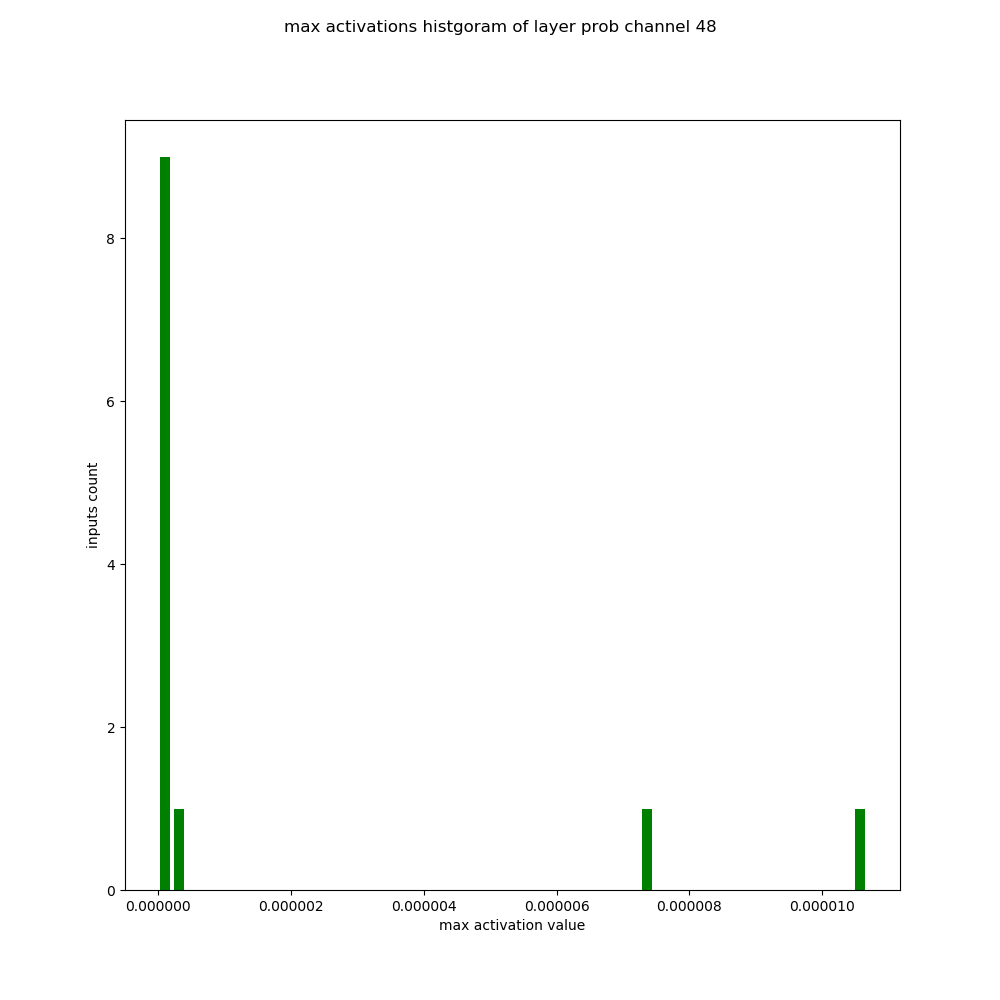 max activations histgoram of layer prob channel 48
8
6
4
2
0
inputs count
0.000000 0.000002 0.000004 0.000006 0.000008 0.000010
max activation value